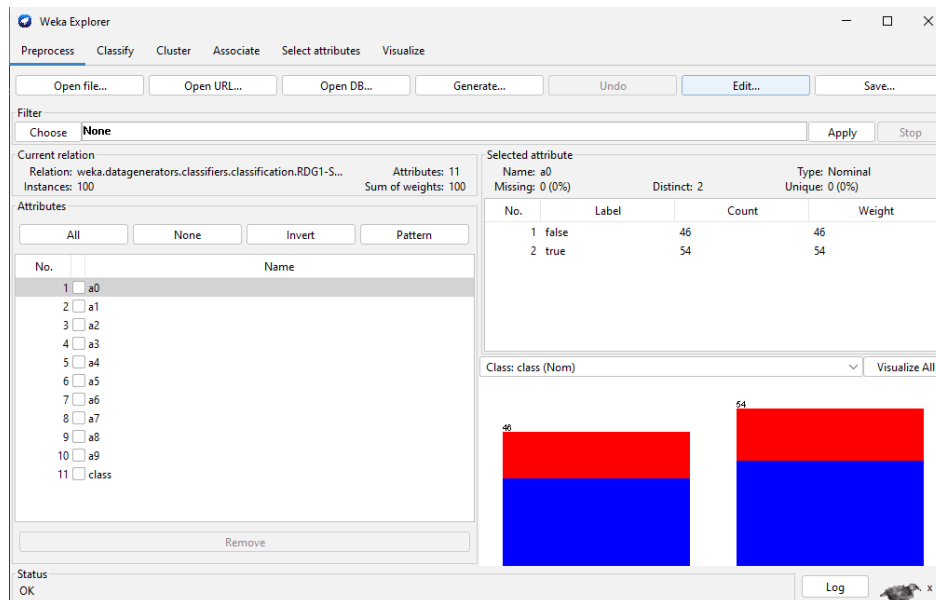 Weka Explorer
Preprocess Classify Cluster Associate Select attributes Visualize
Open file... Open URL... Open DB... Generate... Undo Edit... Save...
Filter
Choose None Apply Stop
Current relation
Relation: weka.datagenerators.classifiers.classification.RDG1-S... Attributes: 11
Instances: 100 Sum of weights: 100
Attributes
All None Invert Pattern
No. Name
1 a0
2 a1
3 a2
4 a3
5 a4
6 a5
7 a6
8 a7
9 a8
10 a9
11 class
Remove
Selected attribute
Name: a0 Type: Nominal
Missing: 0 (0%) Distinct: 2 Unique: 0 (0%)
No. Label Count Weight
1 false 46 46
2 true 54 54
Class: class (Nom) Visualize All
46 54
Status
OK Log x